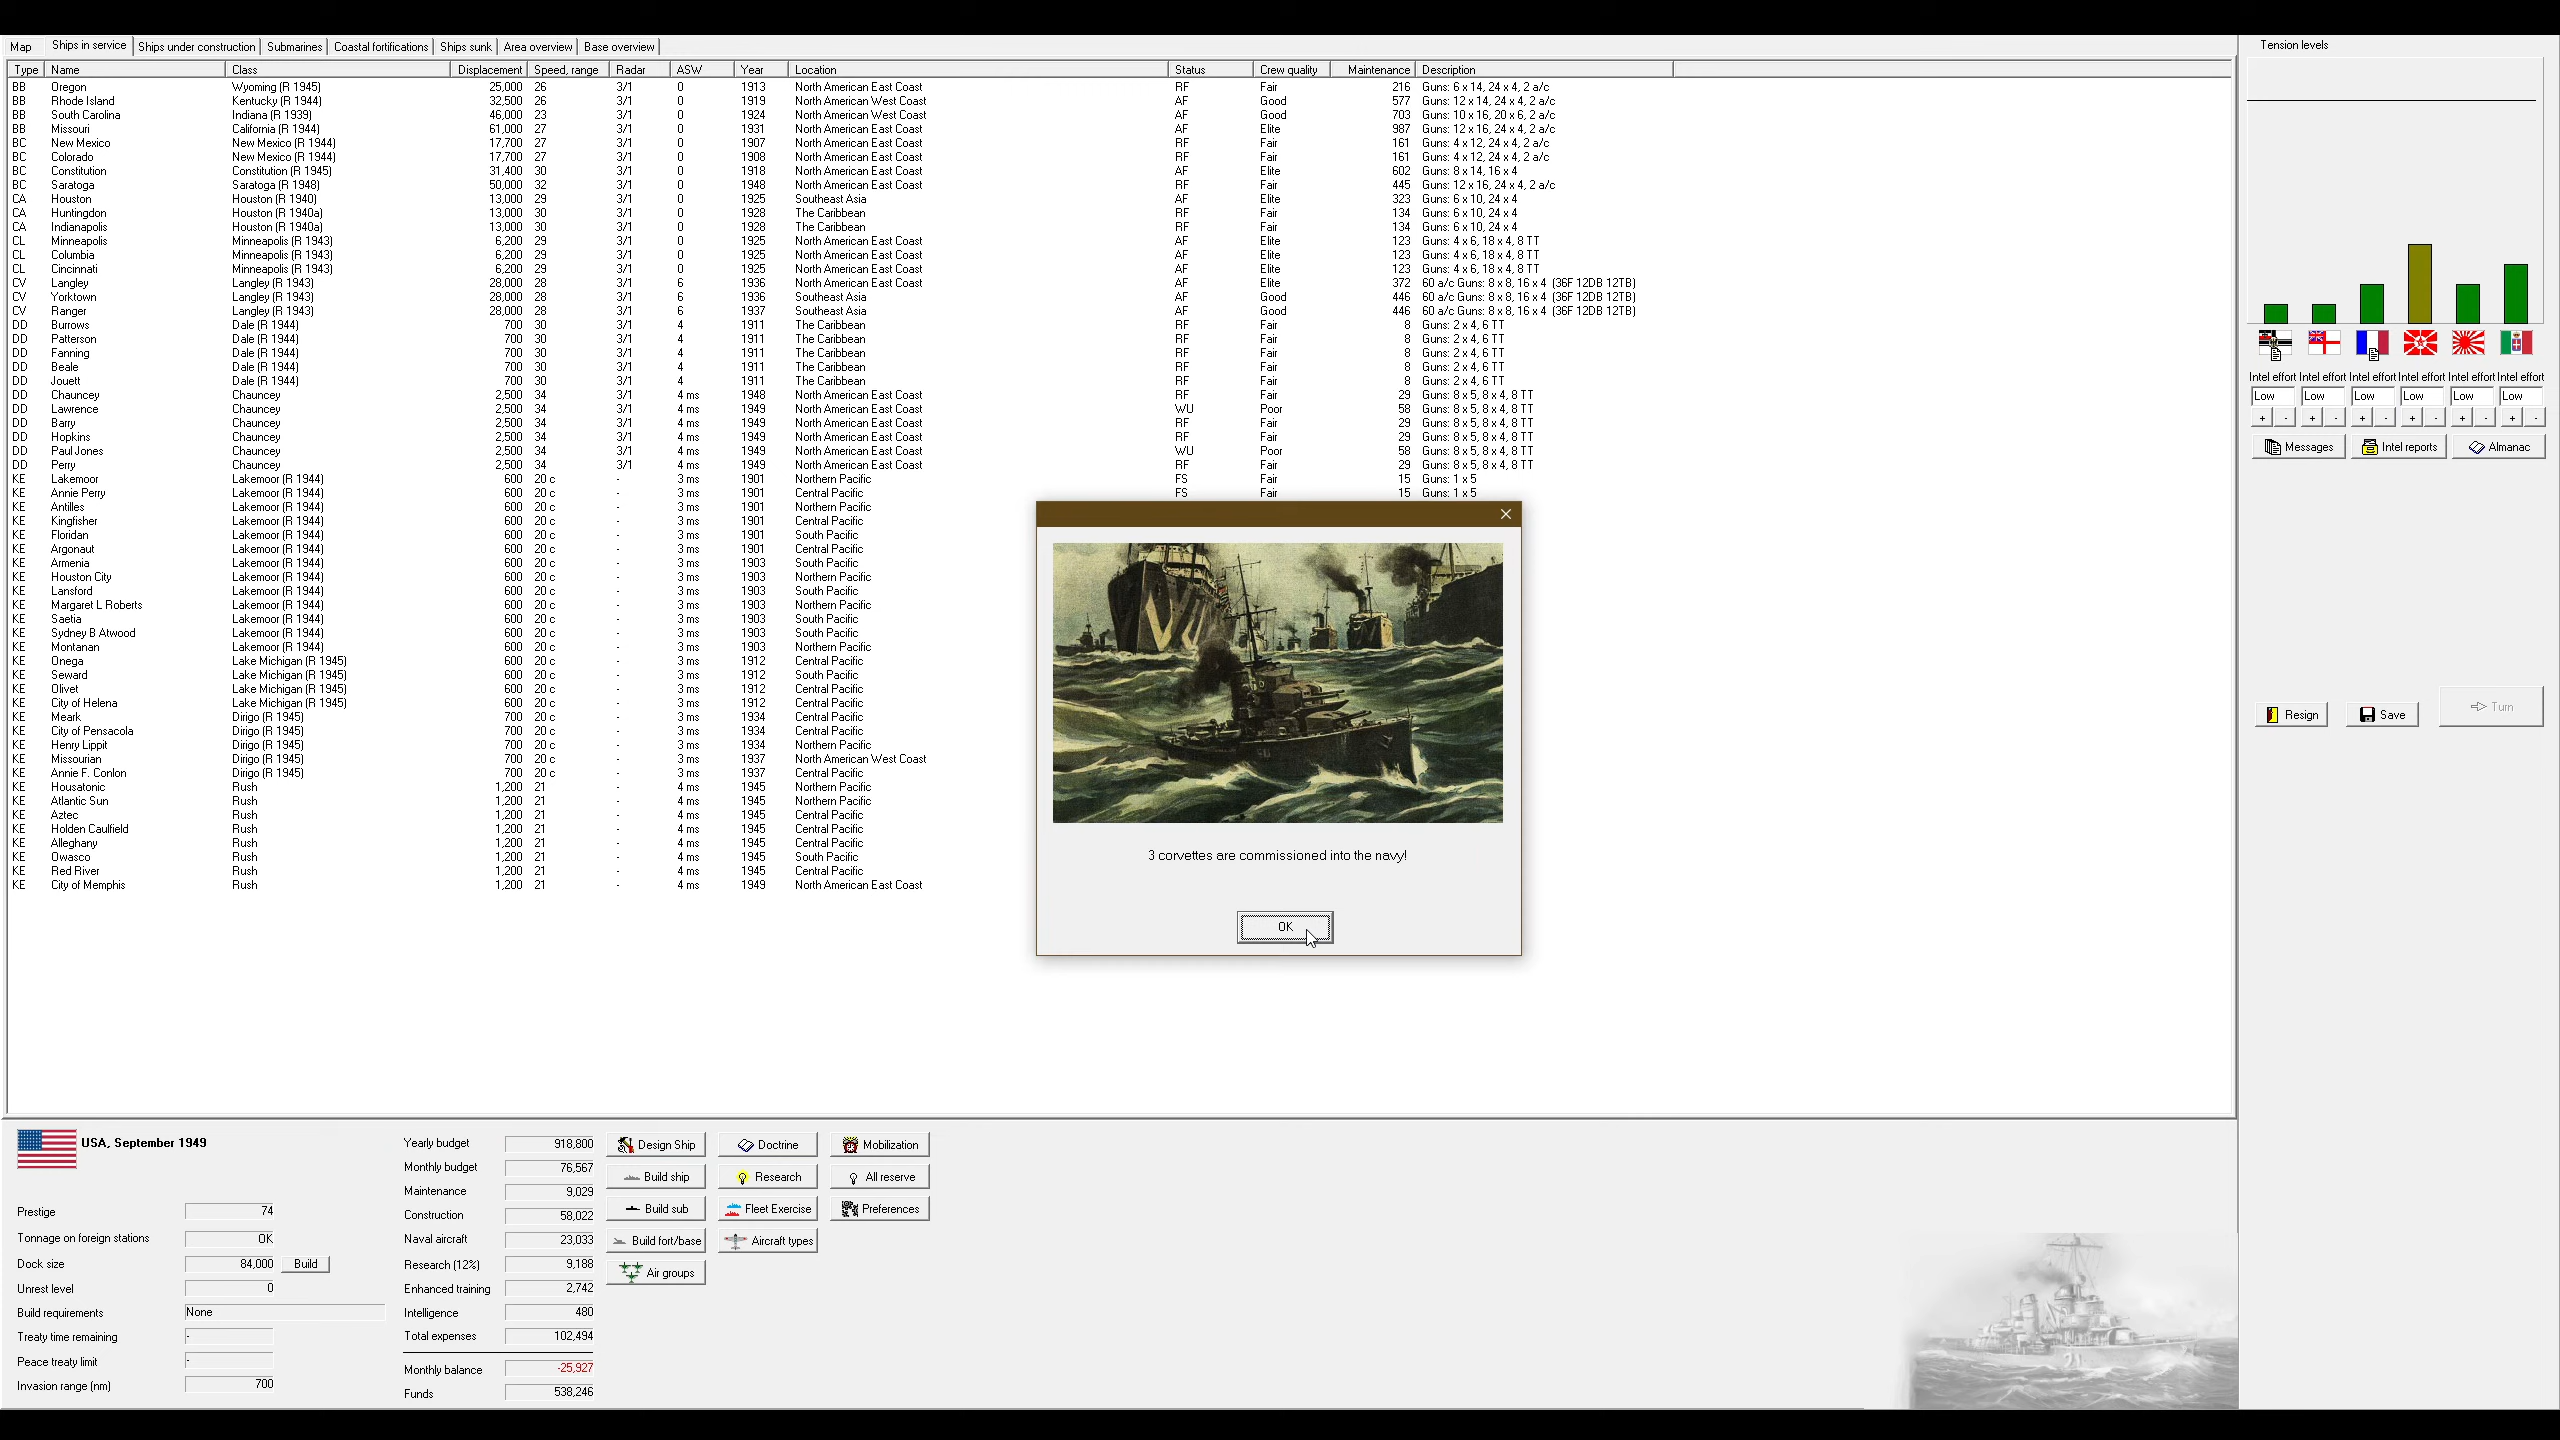 Map Ships in service Ships under construction Submarines Coastal fortifications Ships sunk Area overview Base overview
Type Name Class Displacement Speed, range Radar ASW Year Location Status Crew quality Maintenance Description
BB Oregon Wyoming (R 1945) 25,000 26 3/1 0 1913 North American East Coast RF Fair 216 Guns: 6 x 14, 24 x 4, 2 a/c
BB Rhode Island Kentucky (R 1944) 32,500 26 3/1 0 1919 North American West Coast AF Good 577 Guns: 12 x 14, 24 x 4, 2 a/c
BB South Carolina Indiana (R 1939) 46,000 23 3/1 0 1924 North American West Coast AF Good 703 Guns: 10 x 16, 20 x 6, 2 a/c
BB Missouri California (R 1944) 61,000 27 3/1 0 1931 North American East Coast AF Elite 987 Guns: 12 x 16, 24 x 4, 2 a/c
BC New Mexico New Mexico (R 1944) 17,700 27 3/1 0 1907 North American East Coast RF Fair 161 Guns: 4 x 12, 24 x 4, 2 a/c
BC Colorado New Mexico (R 1944) 17,700 27 3/1 0 1908 North American East Coast RF Fair 161 Guns: 4 x 12, 24 x 4, 2 a/c
BC Constitution Constitution (R 1945) 31,400 30 3/1 0 1918 North American East Coast AF Elite 602 Guns: 8 x 14, 16 x 4
BC Saratoga Saratoga (R 1948) 50,000 32 3/1 0 1948 North American East Coast RF Fair 445 Guns: 12 x 16, 24 x 4, 2 a/c
CA Houston Houston (R 1940) 13,000 29 3/1 0 1925 Southeast Asia AF Elite 323 Guns: 6 x 10, 24 x 4
CA Huntingdon Houston (R 1940a) 13,000 30 3/1 0 1928 The Caribbean RF Fair 134 Guns: 6 x 10, 24 x 4
CA Indianapolis Houston (R 1940a) 13,000 30 3/1 0 1928 The Caribbean RF Fair 134 Guns: 6 x 10, 24 x 4
CL Minneapolis Minneapolis (R 1943) 6,200 29 3/1 0 1925 North American East Coast AF Elite 123 Guns: 4 x 6, 18 x 4, 8 TT
CL Columbia Minneapolis (R 1943) 6,200 29 3/1 0 1925 North American East Coast AF Elite 123 Guns: 4 x 6, 18 x 4, 8 TT
CL Cincinnati Minneapolis (R 1943) 6,200 29 3/1 0 1925 North American East Coast AF Elite 123 Guns: 4 x 6, 18 x 4, 8 TT
CV Langley Langley (R 1943) 28,000 28 3/1 6 1936 North American East Coast AF Elite 372 60 a/c Guns: 8 x 8, 16 x 4 (36F 12DB 12TB)
CV Yorktown Langley (R 1943) 28,000 28 3/1 6 1936 Southeast Asia AF Good 446 60 a/c Guns: 8 x 8, 16 x 4 (36F 12DB 12TB)
CV Ranger Langley (R 1943) 28,000 28 3/1 6 1937 Southeast Asia AF Good 446 60 a/c Guns: 8 x 8, 16 x 4 (36F 12DB 12TB)
DD Burrows Dale (R 1944) 700 30 3/1 4 1911 The Caribbean RF Fair 8 Guns: 2 x 4, 6 TT
DD Patterson Dale (R 1944) 700 30 3/1 4 1911 The Caribbean RF Fair 8 Guns: 2 x 4, 6 TT
DD Fanning Dale (R 1944) 700 30 3/1 4 1911 The Caribbean RF Fair 8 Guns: 2 x 4, 6 TT
DD Beale Dale (R 1944) 700 30 3/1 4 1911 The Caribbean RF Fair 8 Guns: 2 x 4, 6 TT
DD Jouett Dale (R 1944) 700 30 3/1 4 1911 The Caribbean RF Fair 8 Guns: 2 x 4, 6 TT
DD Chauncey Chauncey 2,500 34 3/1 4 ms 1948 North American East Coast RF Fair 29 Guns: 8 x 5, 8 x 4, 8 TT
DD Lawrence Chauncey 2,500 34 3/1 4 ms 1949 North American East Coast WU Poor 58 Guns: 8 x 5, 8 x 4, 8 TT
DD Barry Chauncey 2,500 34 3/1 4 ms 1949 North American East Coast RF Fair 29 Guns: 8 x 5, 8 x 4, 8 TT
DD Hopkins Chauncey 2,500 34 3/1 4 ms 1949 North American East Coast RF Fair 29 Guns: 8 x 5, 8 x 4, 8 TT
DD Paul Jones Chauncey 2,500 34 3/1 4 ms 1949 North American East Coast WU Poor 58 Guns: 8 x 5, 8 x 4, 8 TT
DD Perry Chauncey 2,500 34 3/1 4 ms 1949 North American East Coast RF Fair 29 Guns: 8 x 5, 8 x 4, 8 TT
KE Lakemoor Lakemoor (R 1944) 600 20 c - 3 ms 1901 Northern Pacific FS Fair 15 Guns: 1 x 5
KE Annie Perry Lakemoor (R 1944) 600 20 c - 3 ms 1901 Central Pacific FS Fair 15 Guns: 1 x 5
KE Antilles Lakemoor (R 1944) 600 20 c - 3 ms 1901 Northern Pacific
KE Kingfisher Lakemoor (R 1944) 600 20 c - 3 ms 1901 Central Pacific
KE Floridan Lakemoor (R 1944) 600 20 c - 3 ms 1901 South Pacific
KE Argonaut Lakemoor (R 1944) 600 20 c - 3 ms 1901 Central Pacific
KE Armenia Lakemoor (R 1944) 600 20 c - 3 ms 1903 South Pacific
KE Houston City Lakemoor (R 1944) 600 20 c - 3 ms 1903 Northern Pacific
KE Lansford Lakemoor (R 1944) 600 20 c - 3 ms 1903 South Pacific
KE Margaret L Roberts Lakemoor (R 1944) 600 20 c - 3 ms 1903 Northern Pacific
KE Saetia Lakemoor (R 1944) 600 20 c - 3 ms 1903 South Pacific
KE Sydney B Atwood Lakemoor (R 1944) 600 20 c - 3 ms 1903 South Pacific
KE Montanan Lakemoor (R 1944) 600 20 c - 3 ms 1903 Northern Pacific
KE Onega Lake Michigan (R 1945) 600 20 c - 3 ms 1912 Central Pacific
KE Seward Lake Michigan (R 1945) 600 20 c - 3 ms 1912 South Pacific
KE Olivet Lake Michigan (R 1945) 600 20 c - 3 ms 1912 Central Pacific
KE City of Helena Lake Michigan (R 1945) 600 20 c - 3 ms 1912 Central Pacific
KE Meark Dirigo (R 1945) 700 20 c - 3 ms 1934 Central Pacific
KE City of Pensacola Dirigo (R 1945) 700 20 c - 3 ms 1934 Central Pacific
KE Henry Lippit Dirigo (R 1945) 700 20 c - 3 ms 1934 Northern Pacific
KE Missourian Dirigo (R 1945) 700 20 c - 3 ms 1937 North American West Coast
KE Annie F. Conlon Dirigo (R 1945) 700 20 c - 3 ms 1937 Central Pacific
KE Housatonic Rush 1,200 21 - 4 ms 1945 Northern Pacific
KE Atlantic Sun Rush 1,200 21 - 4 ms 1945 Northern Pacific
KE Aztec Rush 1,200 21 - 4 ms 1945 Central Pacific
KE Holden Caulfield Rush 1,200 21 - 4 ms 1945 Central Pacific
KE Alleghany Rush 1,200 21 - 4 ms 1945 Central Pacific
KE Owasco Rush 1,200 21 - 4 ms 1945 South Pacific
KE Red River Rush 1,200 21 - 4 ms 1945 Central Pacific
KE City of Memphis Rush 1,200 21 - 4 ms 1949 North American East Coast
3 corvettes are commissioned into the navy!
OK
Tension levels
Intel effort Intel effort Intel effort Intel effort Intel effort Intel effort
Low Low Low Low Low Low
+ - + - + - + - + - + -
Messages Intel reports Almanac
Resign Save Turn
USA, September 1949
Prestige 74
Tonnage on foreign stations OK
Dock size 84,000 Build
Unrest level 0
Build requirements None
Treaty time remaining -
Peace treaty limit -
Invasion range (nm) 700
Yearly budget 918,800
Monthly budget 76,567
Maintenance 9,029
Construction 58,022
Naval aircraft 23,033
Research (12%) 9,188
Enhanced training 2,742
Intelligence 480
Total expenses 102,494
Monthly balance -25,927
Funds 538,246
Design Ship Doctrine Mobilization
Build ship Research All reserve
Build sub Fleet Exercise Preferences
Build fort/base Aircraft types
Air groups